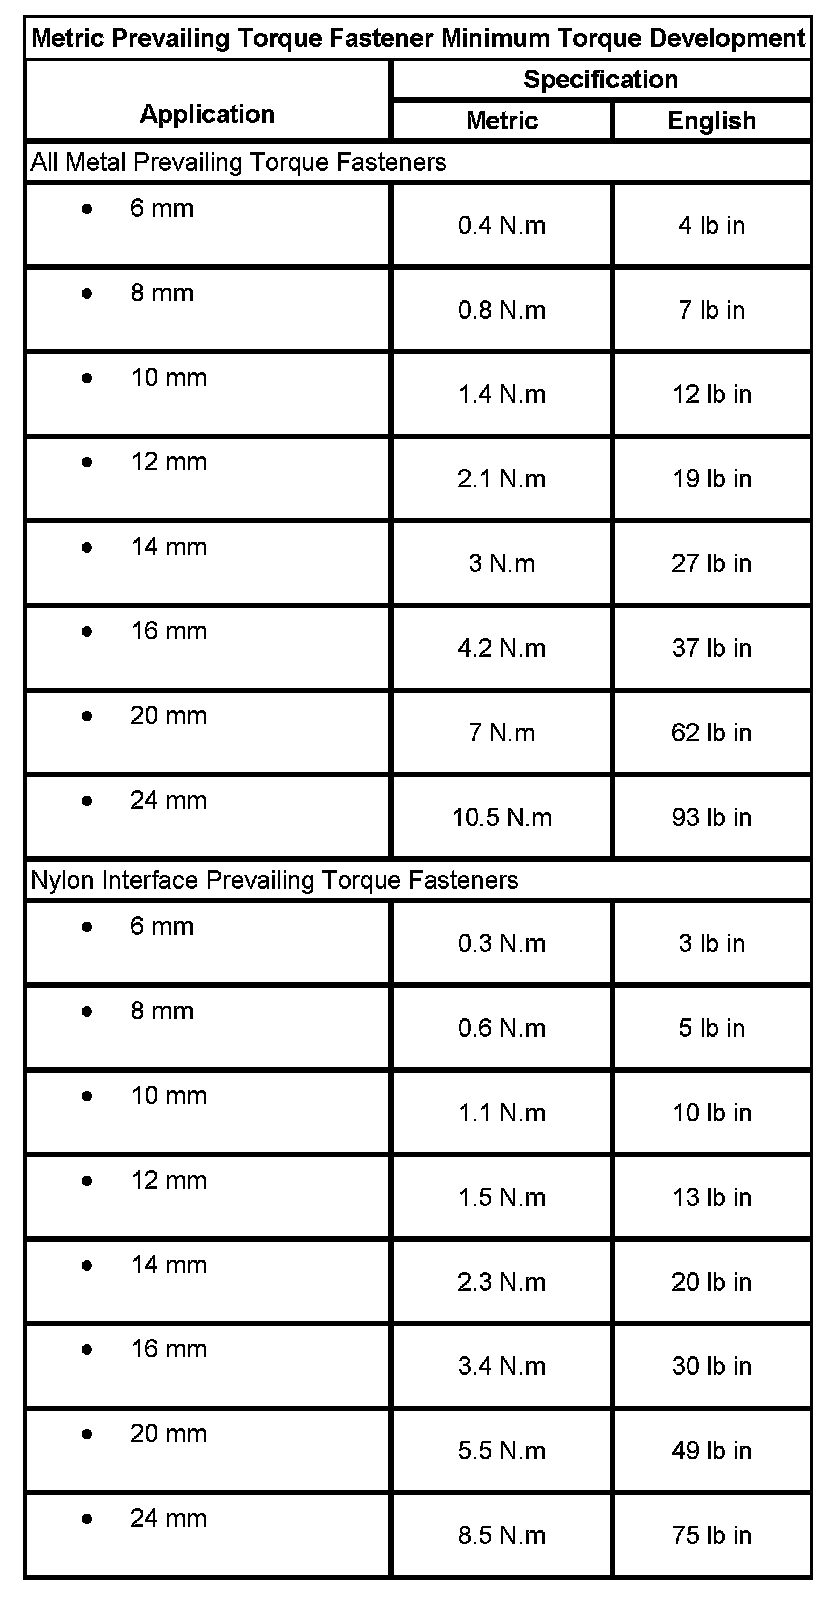 Metric Prevailing Torque Fastener Minimum Torque Development
Application
Specification
Metric English
All Metal Prevailing Torque Fasteners
• 6 mm 0.4 N.m 4 lb in
• 8 mm 0.8 N.m 7 lb in
• 10 mm 1.4 N.m 12 lb in
• 12 mm 2.1 N.m 19 lb in
• 14 mm 3 N.m 27 lb in
• 16 mm 4.2 N.m 37 lb in
• 20 mm 7 N.m 62 lb in
• 24 mm 10.5 N.m 93 lb in
Nylon Interface Prevailing Torque Fasteners
• 6 mm 0.3 N.m 3 lb in
• 8 mm 0.6 N.m 5 lb in
• 10 mm 1.1 N.m 10 lb in
• 12 mm 1.5 N.m 13 lb in
• 14 mm 2.3 N.m 20 lb in
• 16 mm 3.4 N.m 30 lb in
• 20 mm 5.5 N.m 49 lb in
• 24 mm 8.5 N.m 75 lb in